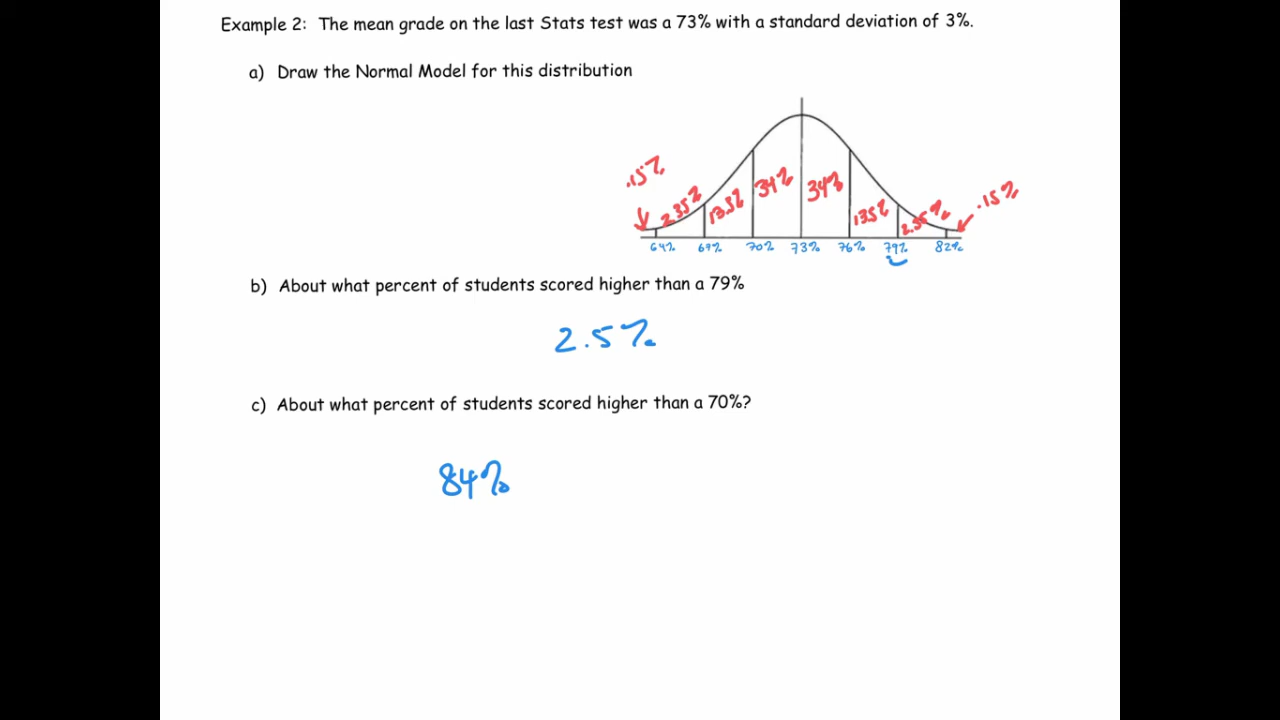 Example 2: The mean grade on the last Stats test was a 73% with a standard deviation of 3%.
a) Draw the Normal Model for this distribution
.15% 2.35% 13.5% 34% 34% 13.5% 2.35% .15%
64% 67% 70% 73% 76% 79% 82%
b) About what percent of students scored higher than a 79%
2.5%
c) About what percent of students scored higher than a 70%?
84%